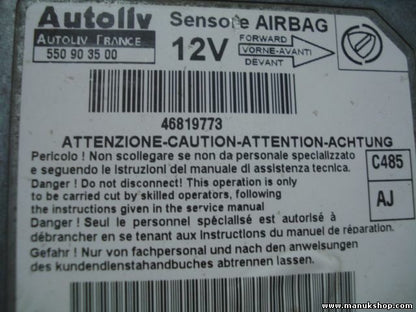 Autoliv Sensore AIRBAG
AUTOLIV FRANCE
550 90 35 00
12V
FORWARD
VORNE-AVANTI
DEVANT
46819773
ATTENZIONE-CAUTION-ATTENTION-ACHTUNG
Pericolo ! Non scollegare se non da personale specializzato
e seguendo le istruzioni del manuale di assistenza tecnica.
Danger ! Do not disconnect! This operation is only
to be carried cut by skilled operators, following
the instructions given in the service manual
Danger ! Seul le personnel spécialisé est autorisé à
débrancher en se tenant aux instructions du manuel de réparation.
Gefahr ! Nur von fachpersonal und nach den anweisungen
des kundendienstahandbuches abtrennen lassen.
C485
AJ
www.manukshop.com